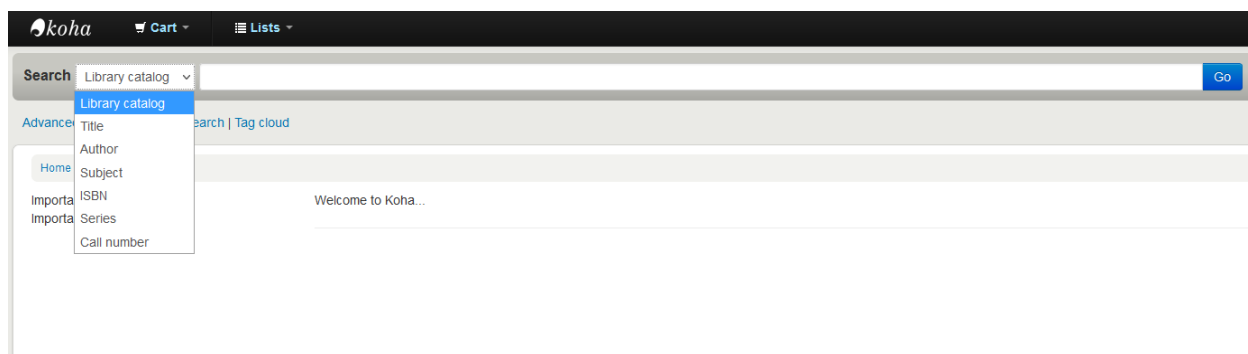 koha Cart Lists
Search Library catalog Go
Library catalog
Advance earch | Tag cloud
Title
Author
Home
Subject
Importa ISBN Welcome to Koha...
Importa Series
Call number